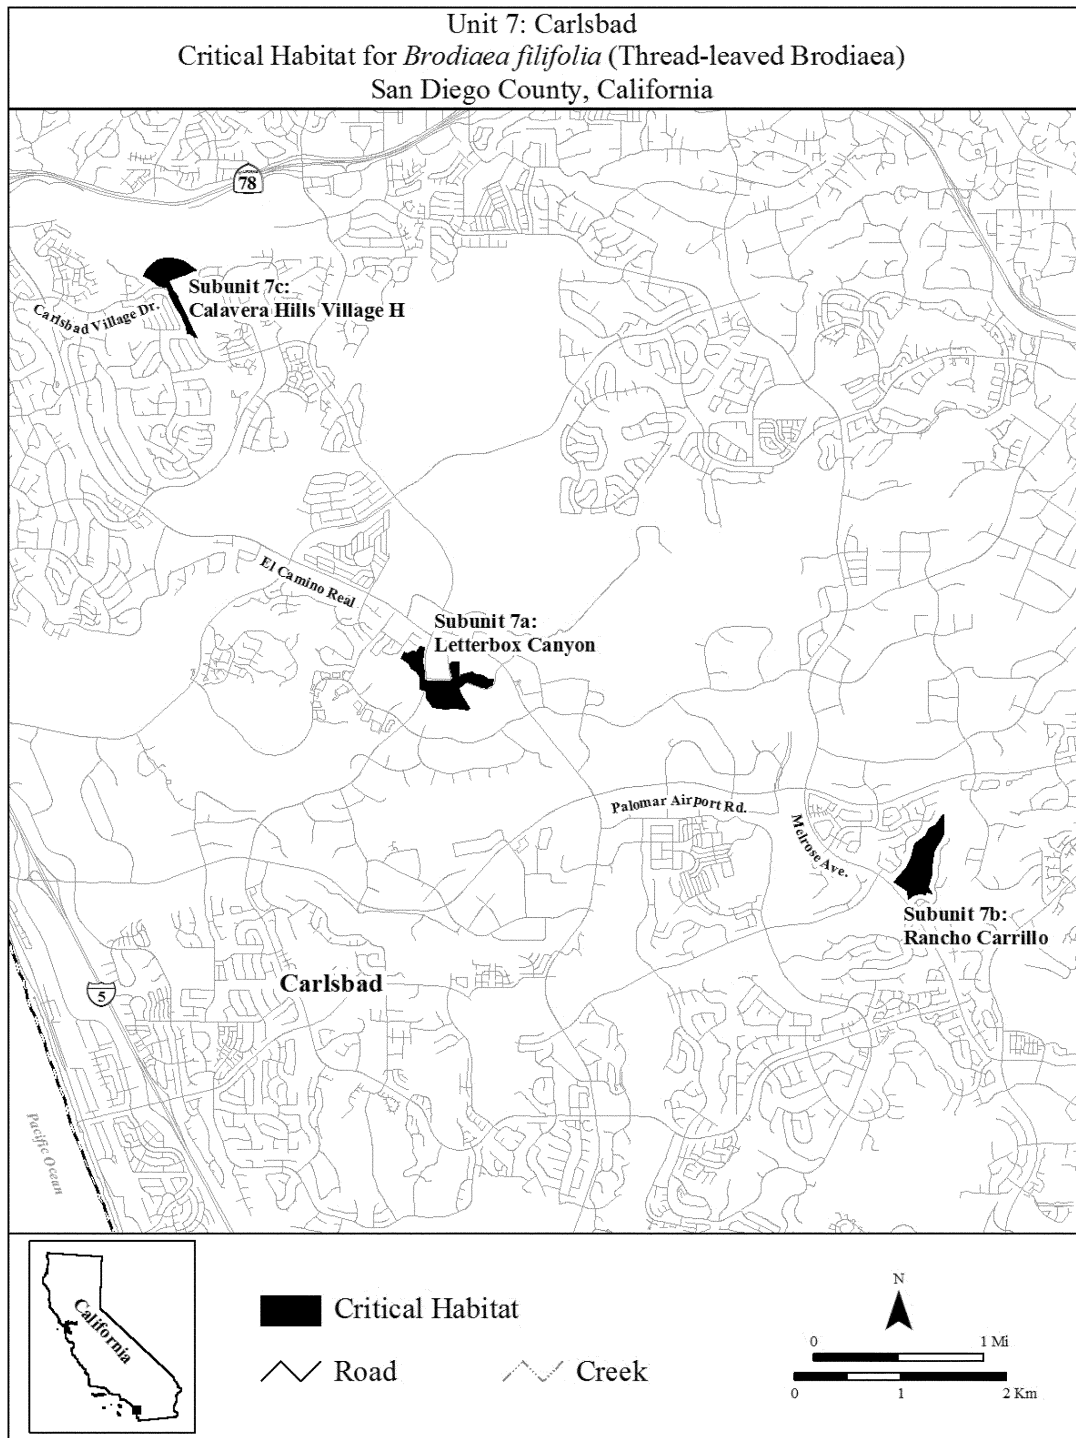 Unit 7: Carlsbad
Critical Habitat for Brodiaea filifolia (Thread-leaved Brodiaea)
San Diego County, California
78
Subunit 7c:
Calavera Hills Village H
Carlsbad Village Dr.
El Camino Real
Subunit 7a:
Letterbox Canyon
Palomar Airport Rd.
Melrose Ave.
Subunit 7b:
Rancho Carrillo
Carlsbad
5
Pacific Ocean
California
Critical Habitat
Road
Creek
N
0 1 Mi
0 1 2 Km